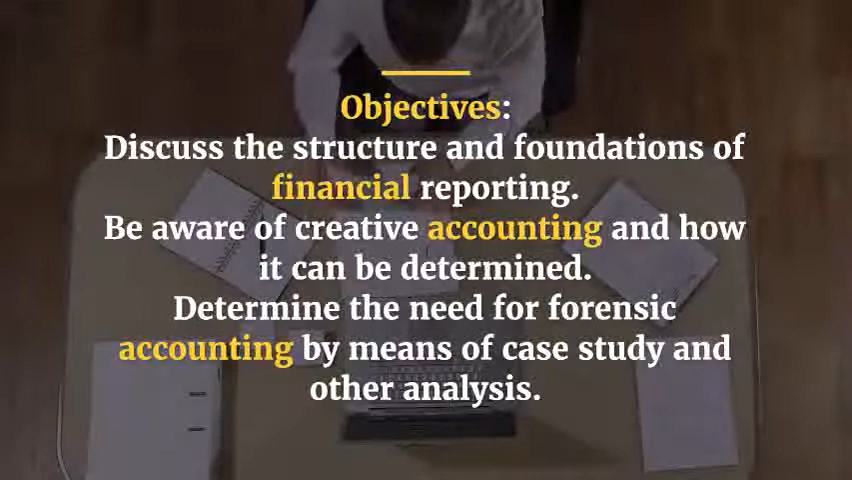 Objectives:
Discuss the structure and foundations of
financial reporting.
Be aware of creative accounting and how
it can be determined.
Determine the need for forensic
accounting by means of case study and
other analysis.